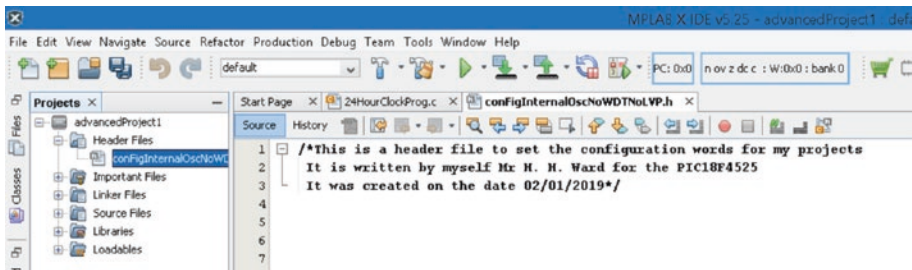 MPLAB X IDE v5.25 - advancedProject1 : defa
File Edit View Navigate Source Refactor Production Debug Team Tools Window Help
default PC: 0x0 n ov z dc c : W:0x0 : bank 0
Files
Classes
Projects
advancedProject1
Header Files
conFigInternalOscNoWD
Important Files
Linker Files
Source Files
Libraries
Loadables
Start Page 24HourClockProg.c conFigInternalOscNoWDTNoLVP.h
Source History
1 /*This is a header file to set the configuration words for my projects
2 It is written by myself Mr H. H. Ward for the PIC18F4525
3 It was created on the date 02/01/2019*/
4
5
6
7